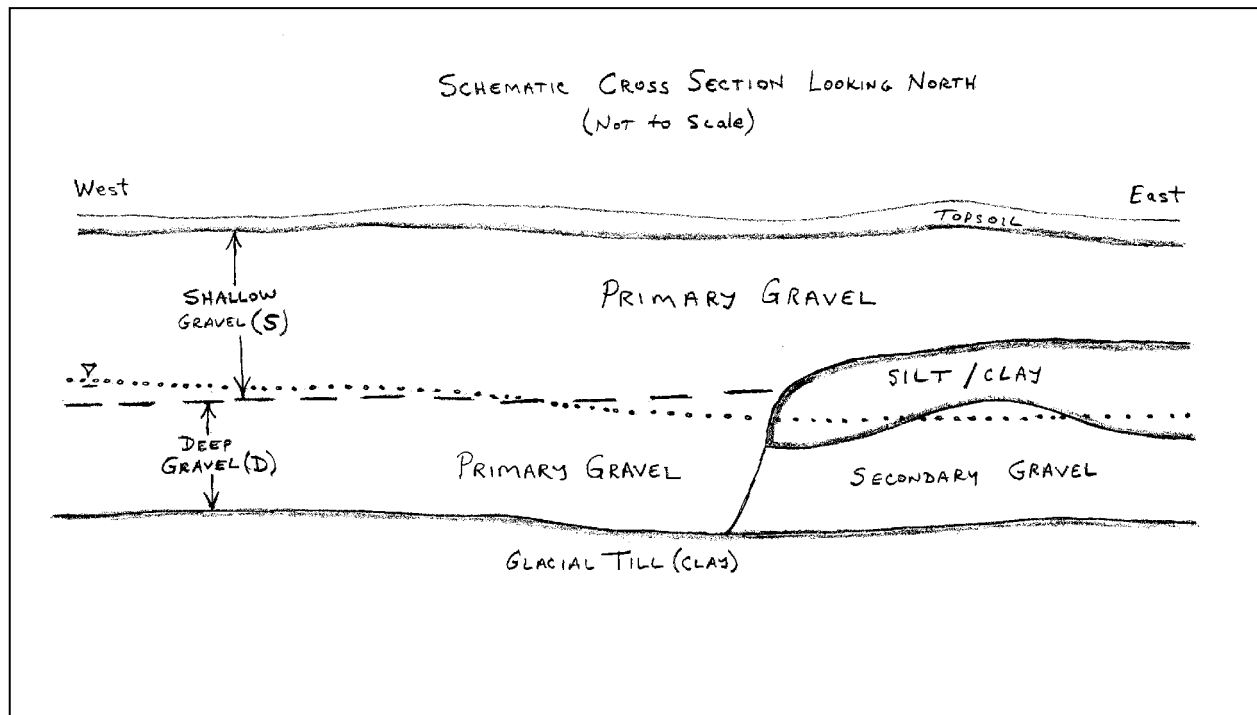 SCHEMATIC CROSS SECTION LOOKING NORTH
(NOT to Scale)
West
East
TOPSOIL
PRIMARY GRAVEL
SHALLOW
GRAVEL (S)
SILT / CLAY
DEEP
GRAVEL (D)
PRIMARY GRAVEL
SECONDARY GRAVEL
GLACIAL TILL (CLAY)